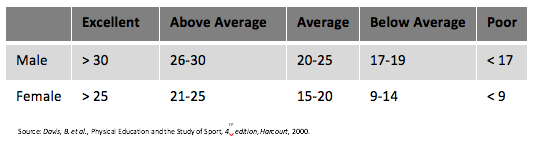 Excellent Above Average Average Below Average Poor
Male > 30 26-30 20-25 17-19 < 17
Female > 25 21-25 15-20 9-14 < 9
Source: Davis, B. et al., Physical Education and the Study of Sport, 4 edition, Harcourt, 2000.